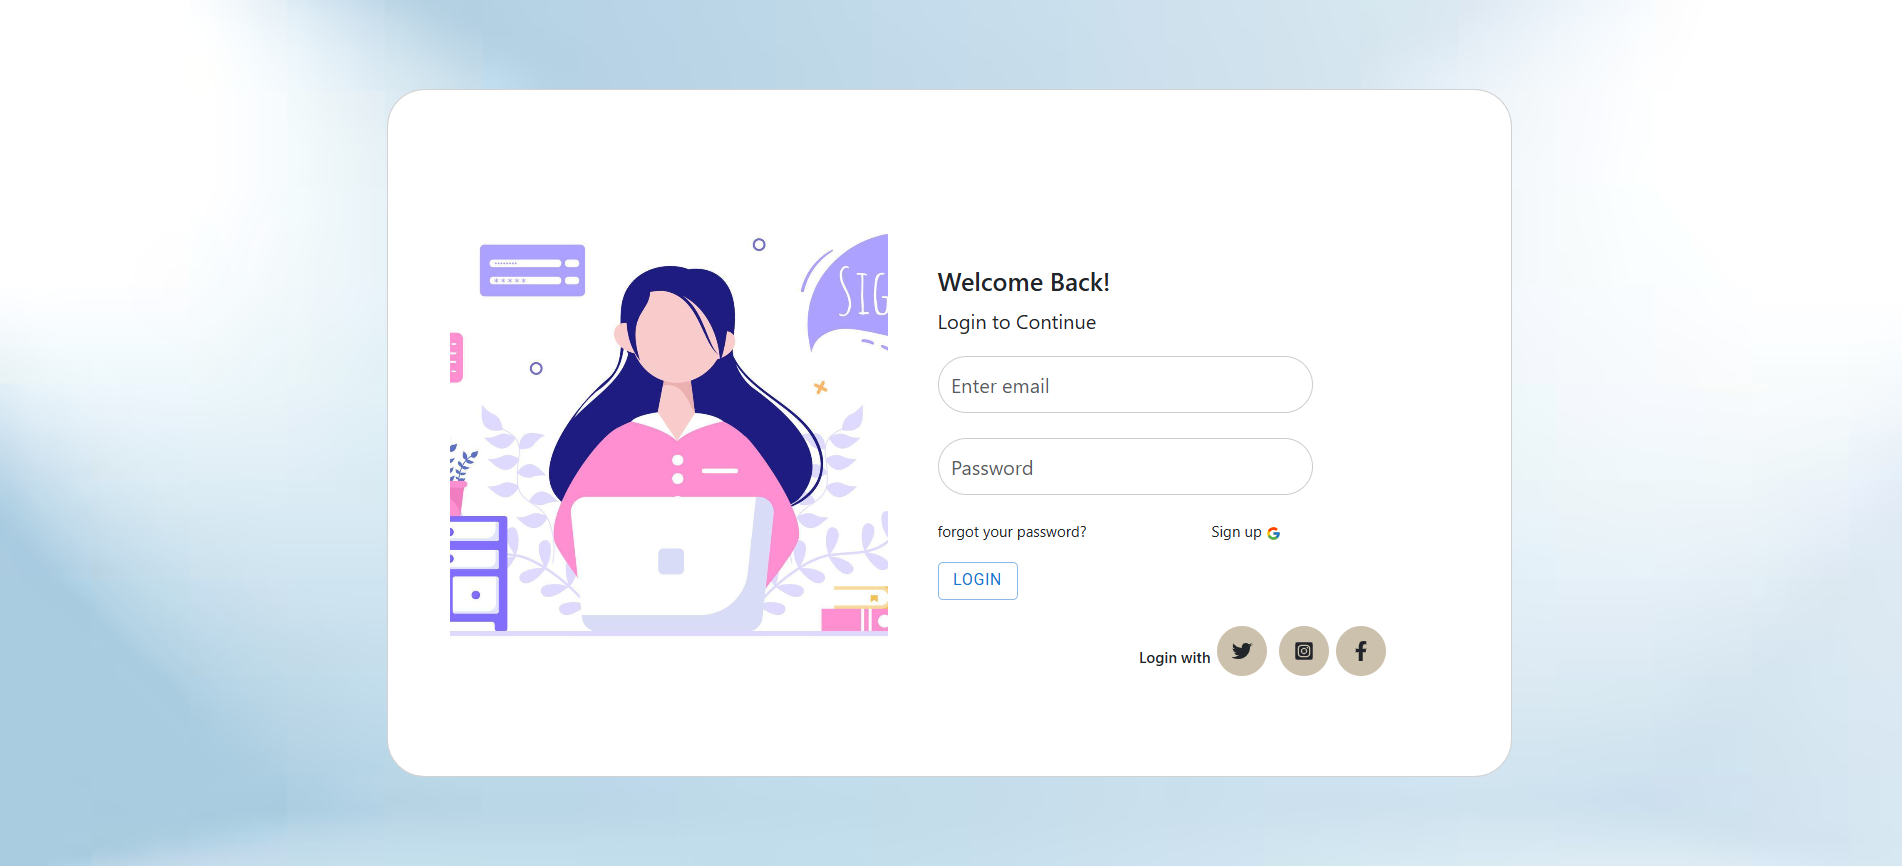 SIG
Welcome Back!
Login to Continue
Enter email
Password
forgot your password?
Sign up
LOGIN
Login with